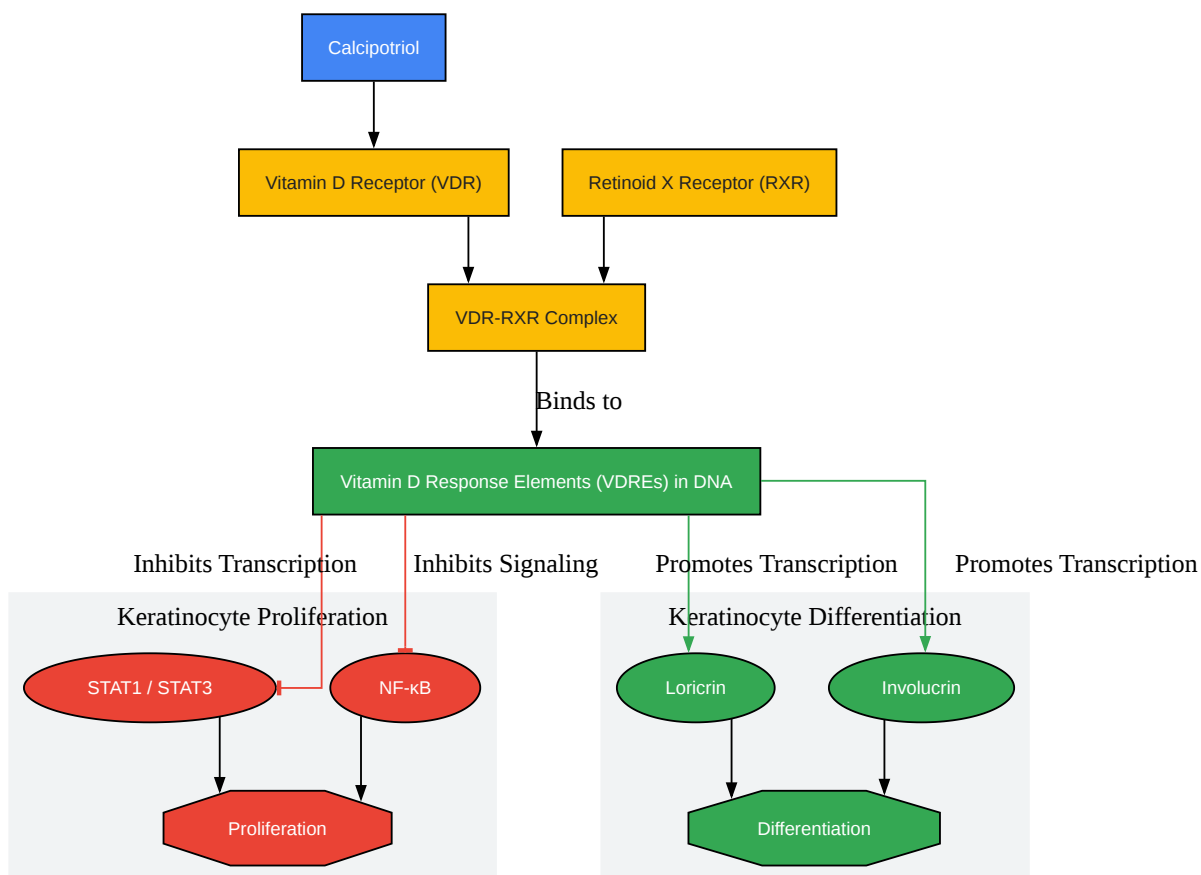 Calcipotriol
Vitamin D Receptor (VDR)
Retinoid X Receptor (RXR)
VDR-RXR Complex
Binds to
Vitamin D Response Elements (VDREs) in DNA
Inhibits Transcription
Inhibits Signaling
Promotes Transcription
Promotes Transcription
Keratinocyte Proliferation
Keratinocyte Differentiation
STAT1 / STAT3
NF-κB
Loricrin
Involucrin
Proliferation
Differentiation